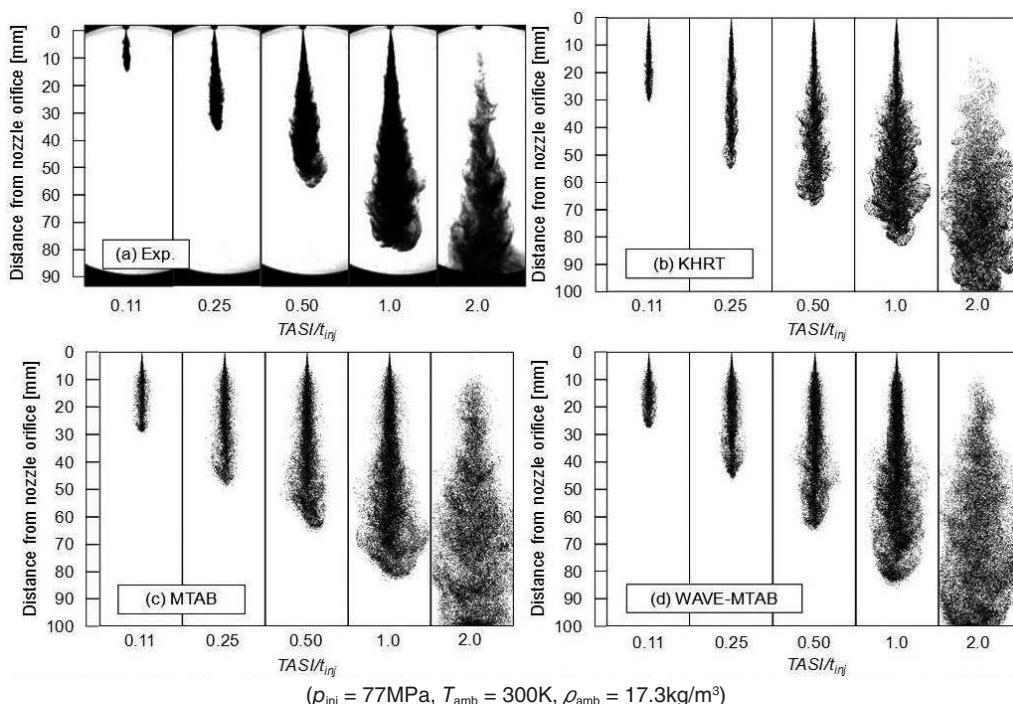 Distance from nozzle orifice [mm]
0
10
20
30
40
50
60
70
80
90
(a) Exp.
0.11 0.25 0.50 1.0 2.0
TASI/tinj
Distance from nozzle orifice [mm]
0
10
20
30
40
50
60
70
80
90
100
(b) KHRT
0.11 0.25 0.50 1.0 2.0
TASI/tinj
Distance from nozzle orifice [mm]
0
10
20
30
40
50
60
70
80
90
100
(c) MTAB
0.11 0.25 0.50 1.0 2.0
TASI/tinj
Distance from nozzle orifice [mm]
0
10
20
30
40
50
60
70
80
90
100
(d) WAVE-MTAB
0.11 0.25 0.50 1.0 2.0
TASI/tinj
(pinj = 77MPa, Tamb = 300K, ρamb = 17.3kg/m³)